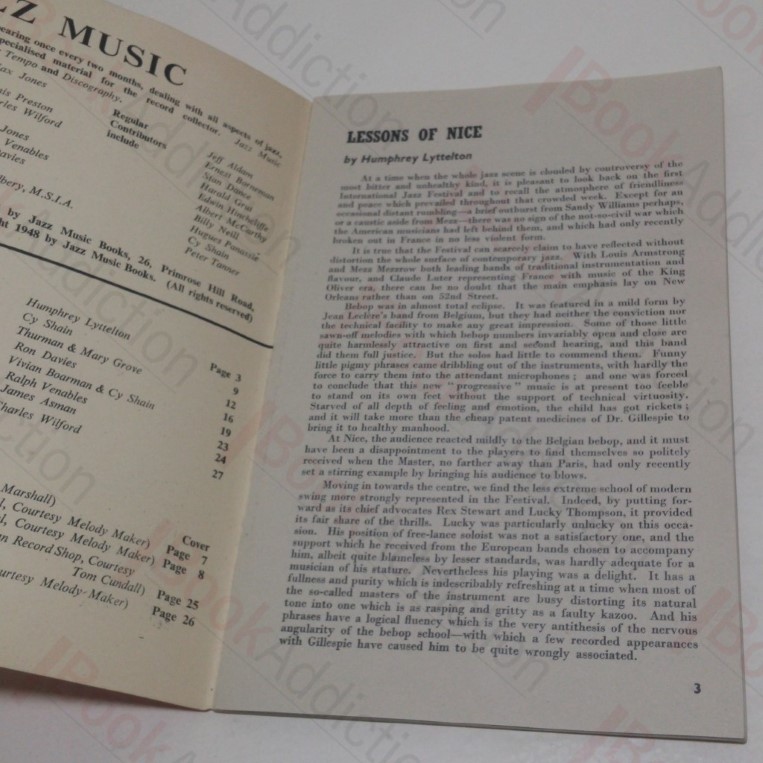 ZZ MUSIC
pearing once every two months, dealing with all aspects of jazz,
specialised material for the record collector. Jazz Music
Tempo and Discography.
ax Jones
is Preston
harles Wilford
Jones
Venables
Davies
lbery, M.S.I.A.
Regular
Contributors
include
Jeff Aldam
Ernest Borneman
Stan Dance
Harold Grut
Edwin Hinchcliffe
Albert McCarthy
Billy Neill
Hugues Panassie
Cy Shain
Peter Tanner
by Jazz Music Books, 26, Primrose Hill Road,
ght 1948 by Jazz Music Books. (All rights reserved)
Humphrey Lyttelton Page 3
Cy Shain 9
Thurman & Mary Grove 12
Ron Davies 16
Vivian Boarman & Cy Shain 19
Ralph Venables 23
James Asman 24
Charles Wilford 27
Marshall) Cover
l, Courtesy Melody Maker) Page 7
l, Courtesy Melody Maker) Page 8
n Record Shop, Courtesy
Tom Cundall) Page 25
ourtesy Melody-Maker) Page 26
LESSONS OF NICE
by Humphrey Lyttelton
At a time when the whole jazz scene is clouded by controversy of the
most bitter and unhealthy kind, it is pleasant to look back on the first
International Jazz Festival and to recall the atmosphere of friendliness
and peace which prevailed throughout that crowded week. Except for an
occasional distant rumbling—a brief outburst from Sandy Williams perhaps,
or a caustic aside from Mezz—there was no sign of the not-so-civil war which
the American musicians had left behind them, and which had only recently
broken out in France in no less violent form.
It is true that the Festival can scarcely claim to have reflected without
distortion the whole surface of contemporary jazz. With Louis Armstrong
and Mezz Mezzrow both leading bands of traditional instrumentation and
flavour, and Claude Luter representing France with music of the King
Oliver era, there can be no doubt that the main emphasis lay on New
Orleans rather than on 52nd Street.
Bebop was in almost total eclipse. It was featured in a mild form by
Jean Leclère's band from Belgium, but they had neither the conviction nor
the technical facility to make any great impression. Some of those little
sawn-off melodies with which bebop numbers invariably open and close are
quite harmlessly attractive on first and second hearing, and this band
did them full justice. But the solos had little to commend them. Funny
little pigmy phrases came dribbling out of the instruments, with hardly the
force to carry them into the attendant microphones; and one was forced
to conclude that this new "progressive" music is at present too feeble
to stand on its own feet without the support of technical virtuosity.
Starved of all depth of feeling and emotion, the child has got rickets;
and it will take more than the cheap patent medicines of Dr. Gillespie to
bring it to healthy manhood.
At Nice, the audience reacted mildly to the Belgian bebop, and it must
have been a disappointment to the players to find themselves so politely
received when the Master, no farther away than Paris, had only recently
set a stirring example by bringing his audience to blows.
Moving in towards the centre, we find the less extreme school of modern
swing more strongly represented in the Festival. Indeed, by putting for-
ward as its chief advocates Rex Stewart and Lucky Thompson, it provided
its fair share of the thrills. Lucky was particularly unlucky on this occa-
sion. His position of free-lance soloist was not a satisfactory one, and the
support which he received from the European bands chosen to accompany
him, albeit quite blameless by lesser standards, was hardly adequate for a
musician of his stature. Nevertheless his playing was a delight. It has a
fullness and purity which is indescribably refreshing at a time when most of
the so-called masters of the instrument are busy distorting its natural
tone into one which is as rasping and gritty as a faulty kazoo. And his
phrases have a logical fluency which is the very antithesis of the nervous
angularity of the bebop school—with which a few recorded appearances
with Gillespie have caused him to be quite wrongly associated.
3
BookAddiction